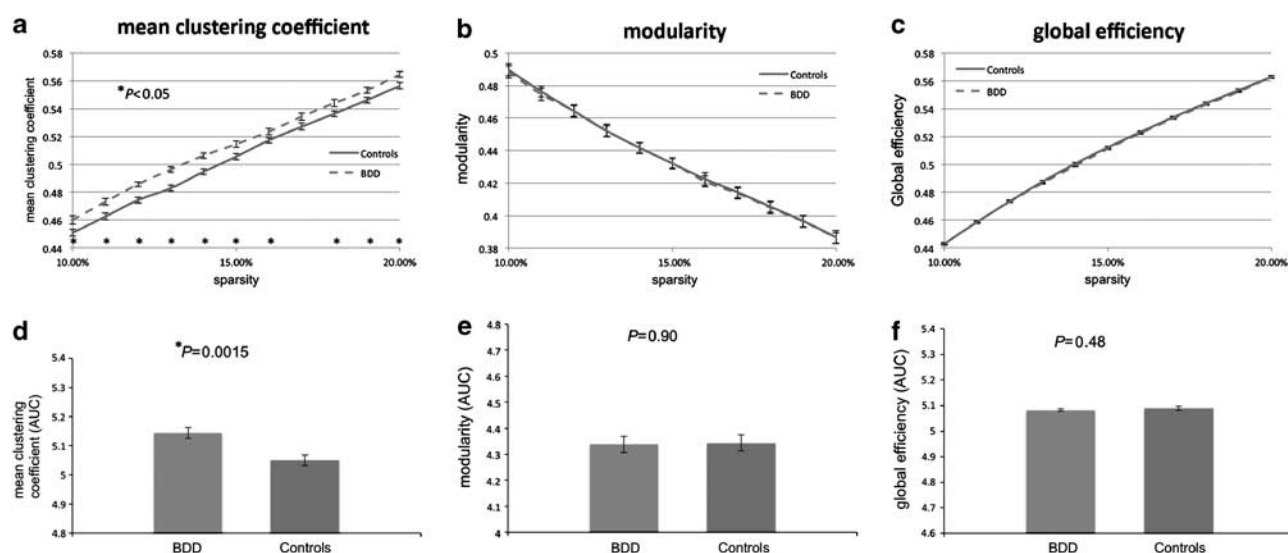 a mean clustering coefficient
mean clustering coefficient
0.58
0.56
0.54
0.52
0.5
0.48
0.46
0.44
*P<0.05
Controls
BDD
* * * * * * * * * *
10.00% 15.00% 20.00%
sparsity
b modularity
modularity
0.5
0.48
0.46
0.44
0.42
0.4
0.38
Controls
BDD
10.00% 15.00% 20.00%
sparsity
c global efficiency
Global efficiency
0.58
0.56
0.54
0.52
0.5
0.48
0.46
0.44
Controls
BDD
10.00% 15.00% 20.00%
sparsity
d
*P=0.0015
mean clustering
coefficient (AUC)
5.4
5.3
5.2
5.1
5
4.9
4.8
BDD Controls
e
P=0.90
modularity (AUC)
4.8
4.7
4.6
4.5
4.4
4.3
4.2
4.1
4
BDD Controls
f
P=0.48
global efficiency (AUC)
5.4
5.3
5.2
5.1
5
4.9
4.8
4.7
4.6
BDD Controls